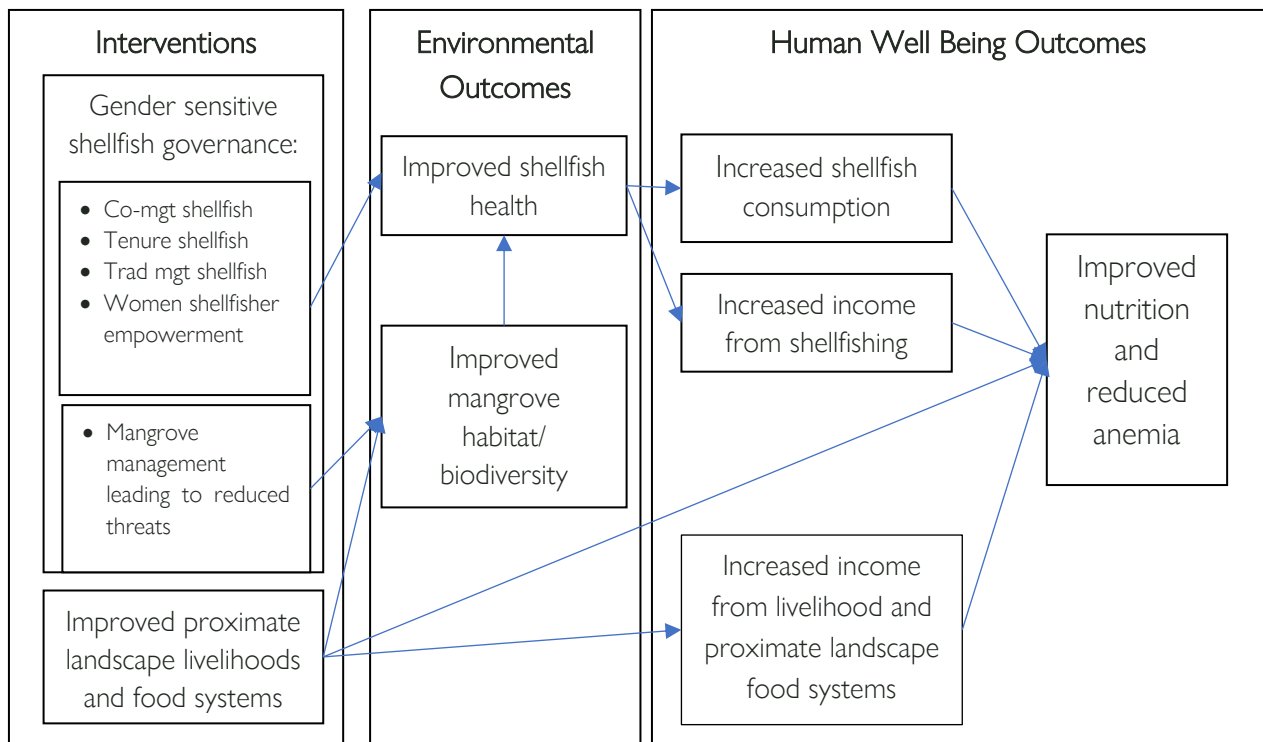 Interventions
Gender sensitive
shellfish governance:
• Co-mgt shellfish
• Tenure shellfish
• Trad mgt shellfish
• Women shellfisher
empowerment
• Mangrove
management
leading to reduced
threats
Improved proximate
landscape livelihoods
and food systems
Environmental
Outcomes
Improved shellfish
health
Improved
mangrove
habitat/
biodiversity
Human Well Being Outcomes
Increased shellfish
consumption
Increased income
from shellfishing
Increased income
from livelihood and
proximate landscape
food systems
Improved
nutrition
and
reduced
anemia